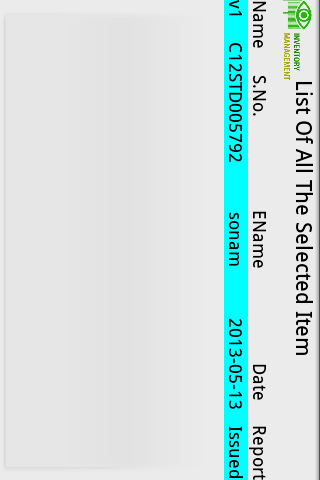 INVENTORY
MANAGEMENT
List Of All The Selected Item
Name S.No. EName Date Report
v1 C12STD005792 sonam 2013-05-13 Issued